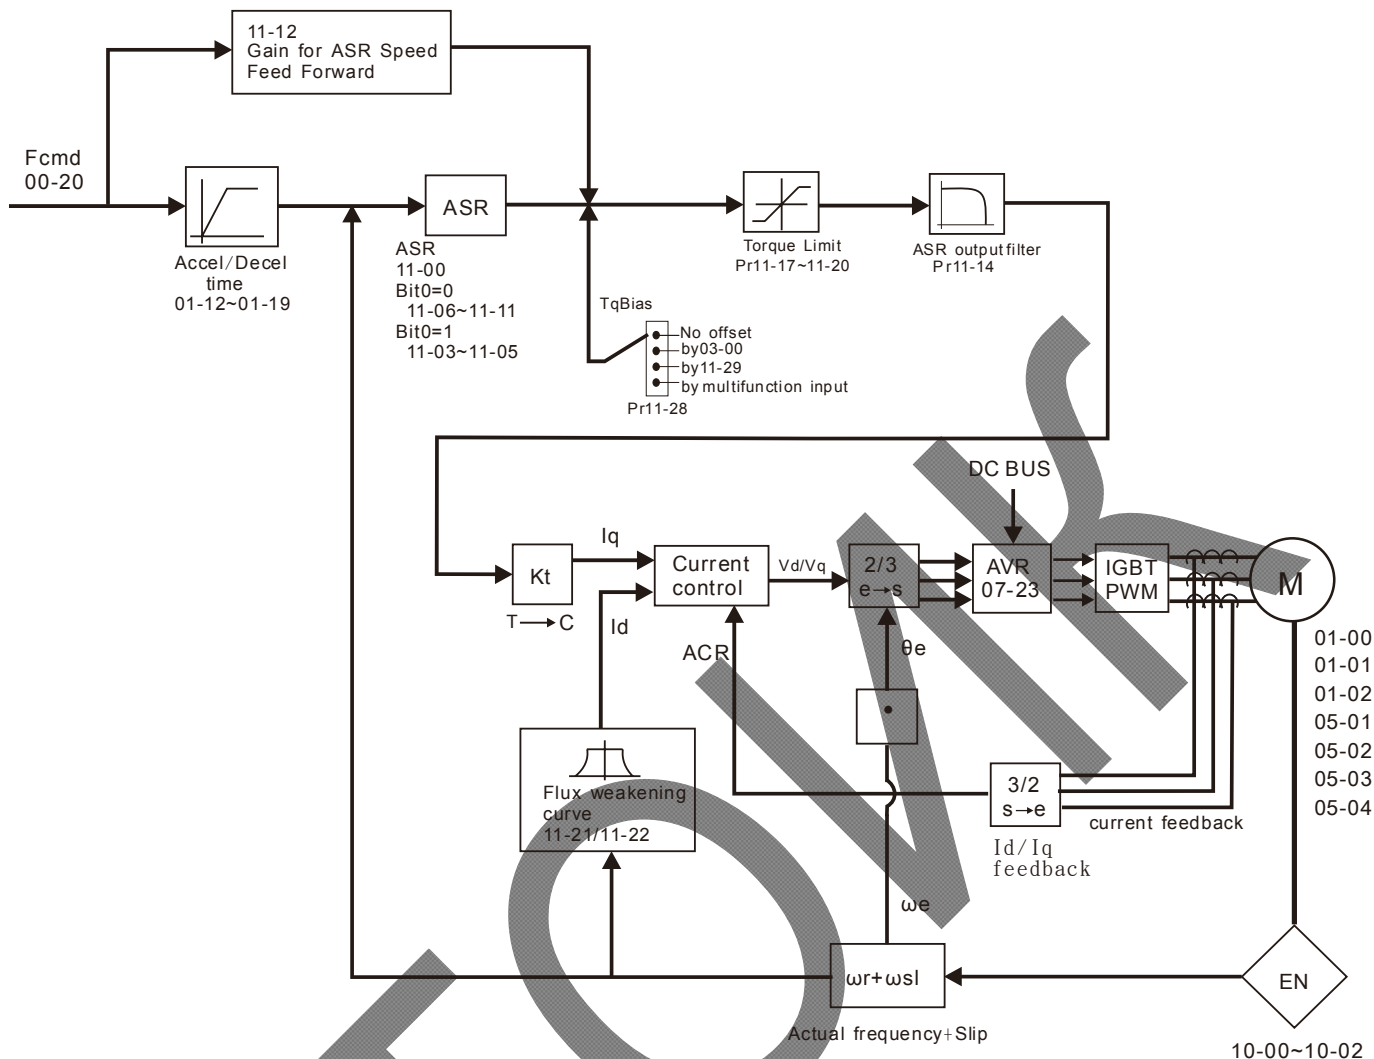 11-12
Gain for ASR Speed
Feed Forward
Fcmd
00-20
Accel/Decel
time
01-12~01-19
ASR
ASR
11-00
Bit0=0
11-06~11-11
Bit0=1
11-03~11-05
Torque Limit
Pr11-17~11-20
ASR output filter
Pr11-14
TqBias
No offset
by 03-00
by 11-29
by multifunction input
Pr11-28
DC BUS
Kt
T→C
Iq
Id
Current
control
ACR
Vd/Vq
2/3
e→s
θe
AVR
07-23
IGBT
PWM
M
01-00
01-01
01-02
05-01
05-02
05-03
05-04
Flux weakening
curve
11-21/11-22
3/2
s→e
current feedback
Id/Iq
feedback
ωe
ωr+ωsl
Actual frequency+Slip
EN
10-00~10-02